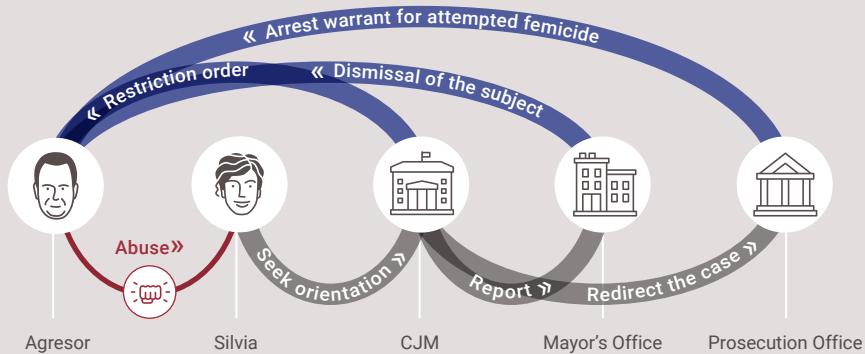 « Arrest warrant for attempted femicide
« Restriction order
« Dismissal of the subject
Abuse»
Seek orientation »
Report »
Redirect the case »
Agresor
Silvia
CJM
Mayor's Office
Prosecution Office